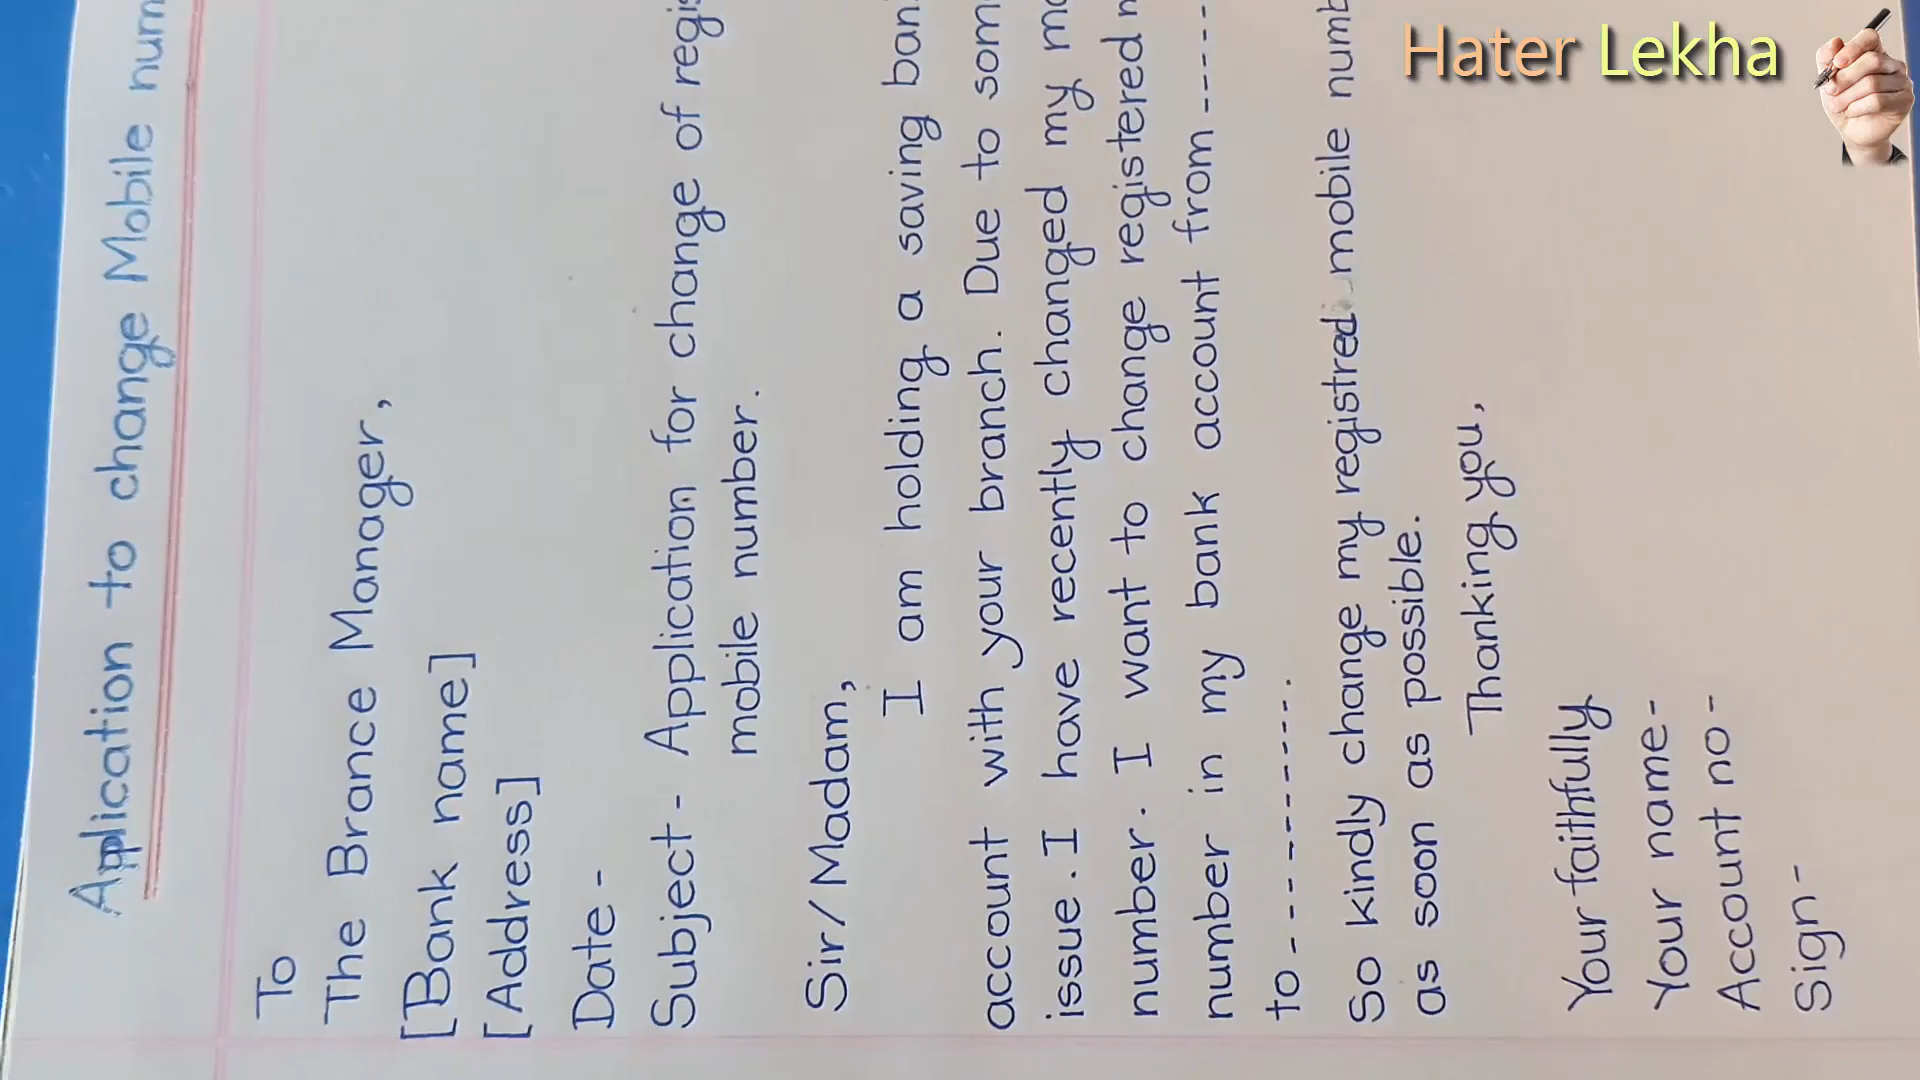 Hater Lekha
Application to change Mobile num
To
The Brance Manager,
[Bank name]
[Address]
Date -
Subject - Application for change of regis
mobile number.
Sir/Madam,
I am holding a saving ban
account with your branch. Due to som
issue. I have recently changed my mo
number. I want to change registered m
number in my bank account from ------
to ----------.
So kindly change my registred mobile numb
as soon as possible.
Thanking you,
Your faithfully
Your name-
Account no -
Sign -